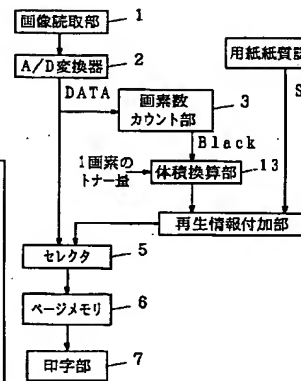 画像読取部 1
A/D変換器 2
用紙紙質
DATA
画素数
カウント部 3
Black
S
1画素の
トナー量
体積換算部 13
再生情報付加部
セレクタ 5
ページメモリ 6
印字部 7